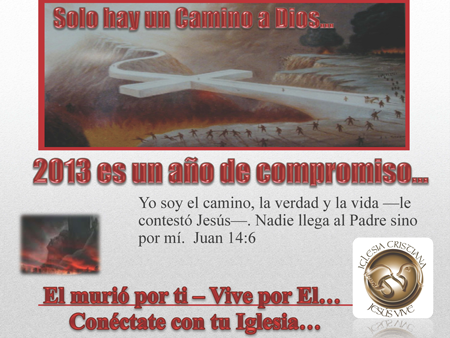 Solo hay un Camino a Dios...
2013 es un año de compromiso...
Yo soy el camino, la verdad y la vida —le
contestó Jesús—. Nadie llega al Padre sino
por mí. Juan 14:6
El murió por ti – Vive por El...
Conéctate con tu Iglesia...
IGLESIA CRISTIANA
JESUS VIVE